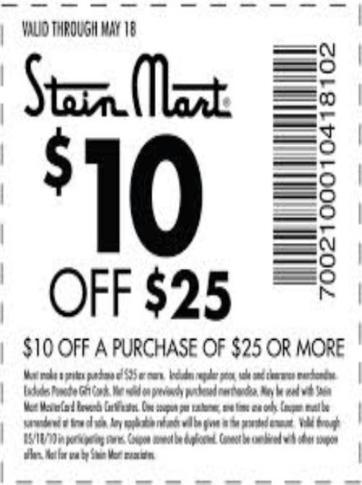 VALID THROUGH MAY 18
Stein Mart®
$10
OFF $25
7002100010418102
$10 OFF A PURCHASE OF $25 OR MORE
Must make a pretax purchase of $25 or more. Includes regular price, sale and clearance merchandise.
Excludes Panache Gift Cards. Not valid on previously purchased merchandise. May be used with Stein
Mart MasterCard Rewards Certificates. One coupon per customer, one time use only. Coupon must be
surrendered at time of sale. Any applicable refunds will be given in the prorated amount. Valid through
05/18/10 in participating stores. Coupon cannot be duplicated. Cannot be combined with other coupon
offers. Not for use by Stein Mart associates.